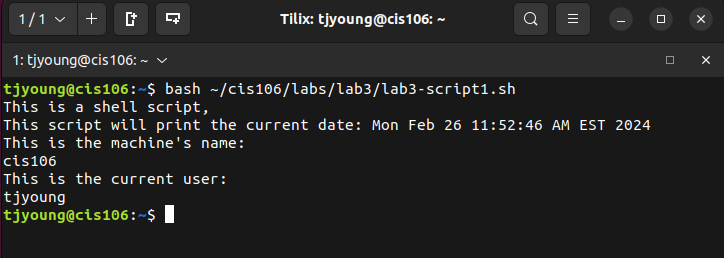 1 / 1
Tilix: tjyoung@cis106: ~
1: tjyoung@cis106: ~
tjyoung@cis106:~$ bash ~/cis106/labs/lab3/lab3-script1.sh
This is a shell script,
This script will print the current date: Mon Feb 26 11:52:46 AM EST 2024
This is the machine's name:
cis106
This is the current user:
tjyoung
tjyoung@cis106:~$